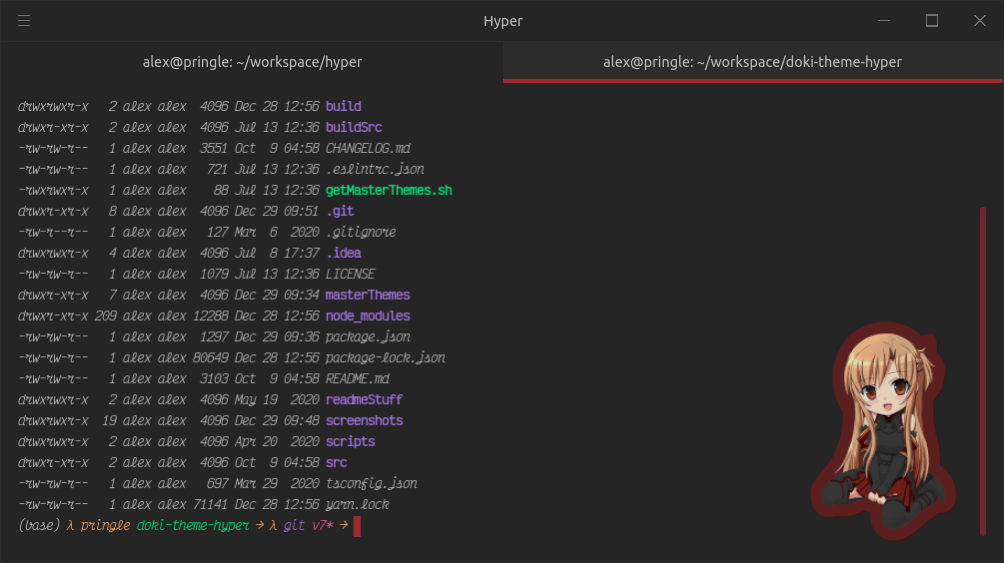 Hyper
alex@pringle: ~/workspace/hyper
alex@pringle: ~/workspace/doki-theme-hyper
drwxrwxr-x   2 alex alex  4096 Dec 28 12:56 build
drwxr-xr-x   2 alex alex  4096 Jul 13 12:36 buildSrc
-rw-rw-r--   1 alex alex  3551 Oct  9 04:58 CHANGELOG.md
-rw-rw-r--   1 alex alex   721 Jul 13 12:36 .eslintrc.json
-rwxrwxr-x   1 alex alex    88 Jul 13 12:36 getMasterThemes.sh
drwxrwxr-x   8 alex alex  4096 Dec 29 09:51 .git
-rw-r--r--   1 alex alex   127 Mar  6  2020 .gitignore
drwxrwxr-x   4 alex alex  4096 Jul  8 17:37 .idea
-rw-rw-r--   1 alex alex  1079 Jul 13 12:36 LICENSE
drwxr-xr-x   7 alex alex  4096 Dec 29 09:34 masterThemes
drwxr-xr-x 209 alex alex 12288 Dec 28 12:56 node_modules
-rw-rw-r--   1 alex alex  1297 Dec 29 09:36 package.json
-rw-rw-r--   1 alex alex 80649 Dec 28 12:56 package-lock.json
-rw-rw-r--   1 alex alex  3103 Oct  9 04:58 README.md
drwxrwxr-x   2 alex alex  4096 May 19  2020 readmeStuff
drwxrwxr-x  19 alex alex  4096 Dec 29 09:48 screenshots
drwxrwxr-x   2 alex alex  4096 Apr 20  2020 scripts
drwxr-xr-x   2 alex alex  4096 Oct  9 04:58 src
-rw-rw-r--   1 alex alex   697 Mar 29  2020 tsconfig.json
-rw-rw-r--   1 alex alex 71141 Dec 28 12:56 yarn.lock
(base) λ pringle doki-theme-hyper → λ git v7* →